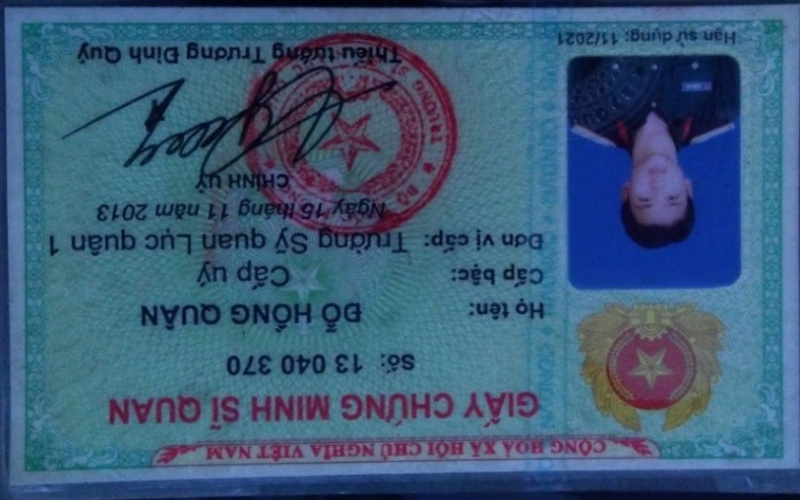 CỘNG HOÀ XÃ HỘI CHỦ NGHĨA VIỆT NAM
GIẤY CHỨNG MINH SĨ QUAN
Số: 13 040 370
Họ tên: ĐỖ HỒNG QUÂN
Cấp bậc: Cấp uý
Đơn vị cấp: Trường Sỹ quan Lục quân 1
Ngày 15 tháng 11 năm 2013
CHÍNH UỶ
Thiếu tướng Trương Đình Quý
Hạn sử dụng: 11/2021